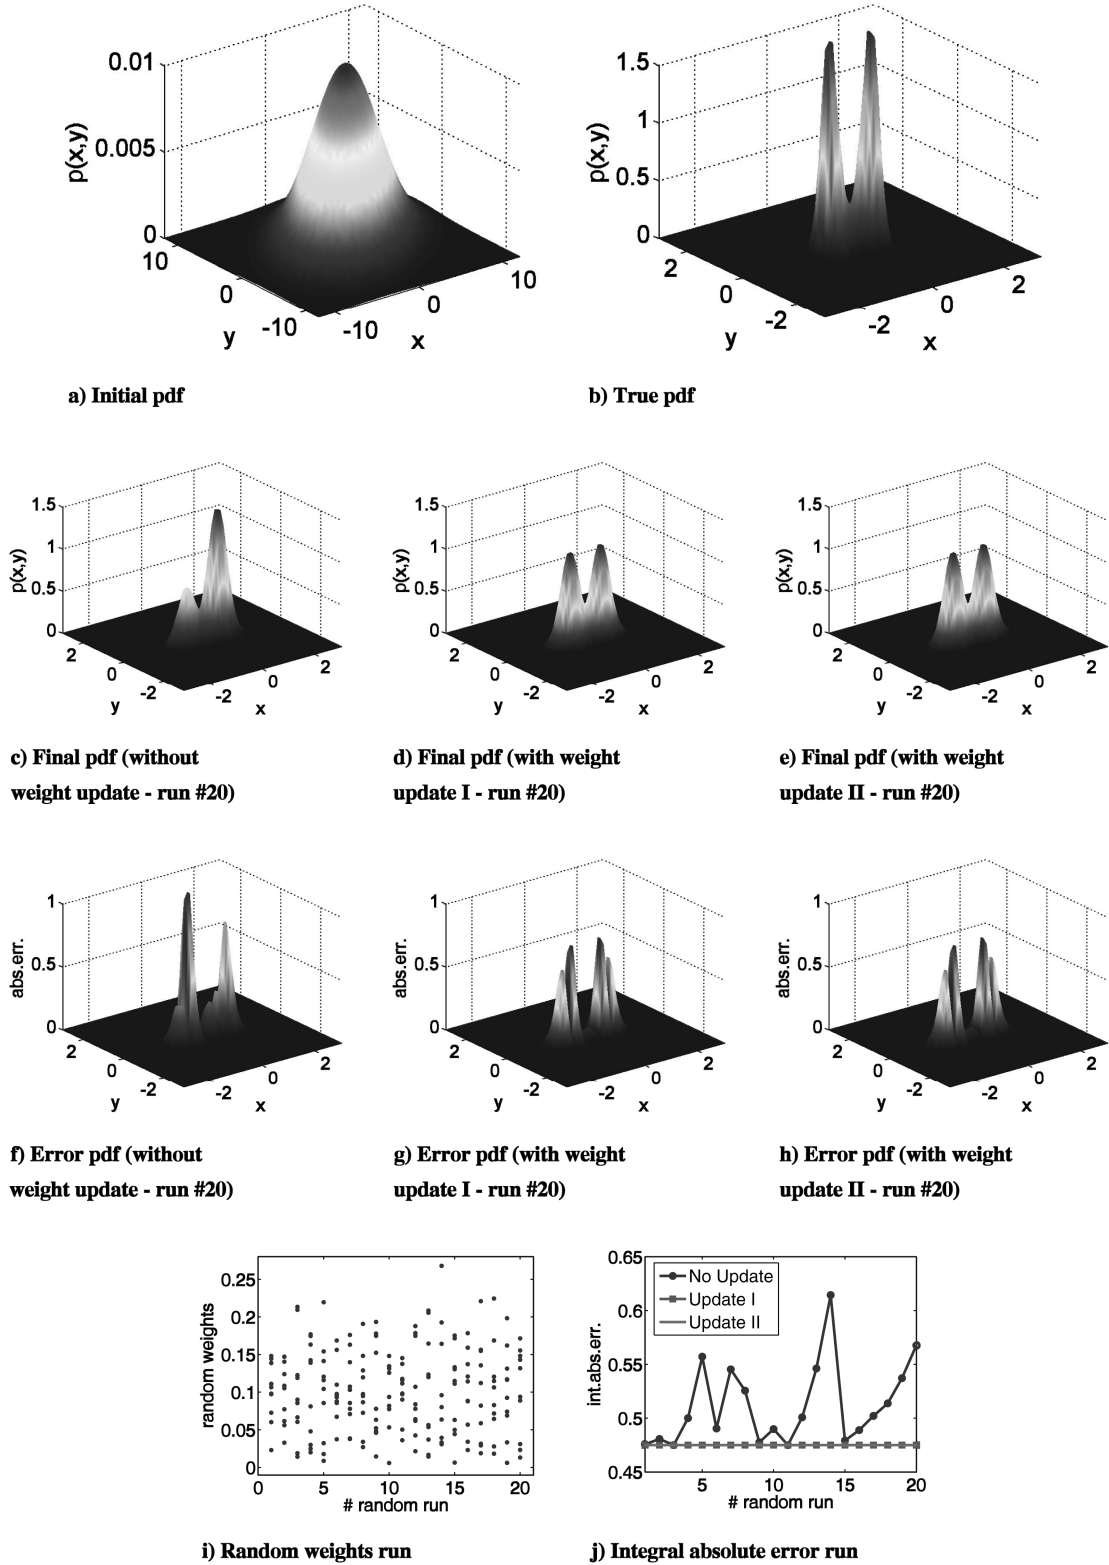 0.01
0.005
0
p(x,y)
10
0
-10
y
-10
0
10
x
a) Initial pdf
1.5
1
0.5
0
p(x,y)
2
0
-2
y
-2
0
2
x
b) True pdf
1.5
1
0.5
0
p(x,y)
2
0
-2
y
-2
0
2
x
c) Final pdf (without
weight update - run #20)
1.5
1
0.5
0
p(x,y)
2
0
-2
y
-2
0
2
x
d) Final pdf (with weight
update I - run #20)
1.5
1
0.5
0
p(x,y)
2
0
-2
y
-2
0
2
x
e) Final pdf (with weight
update II - run #20)
1
0.5
0
abs.err.
2
0
-2
y
-2
0
2
x
f) Error pdf (without
weight update - run #20)
1
0.5
0
abs.err.
2
0
-2
y
-2
0
2
x
g) Error pdf (with weight
update I - run #20)
1
0.5
0
abs.err.
2
0
-2
y
-2
0
2
x
h) Error pdf (with weight
update II - run #20)
0.25
0.2
0.15
0.1
0.05
0
random weights
0 5 10 15 20
# random run
i) Random weights run
0.65
0.6
0.55
0.5
0.45
int.abs.err.
No Update
Update I
Update II
5 10 15 20
# random run
j) Integral absolute error run